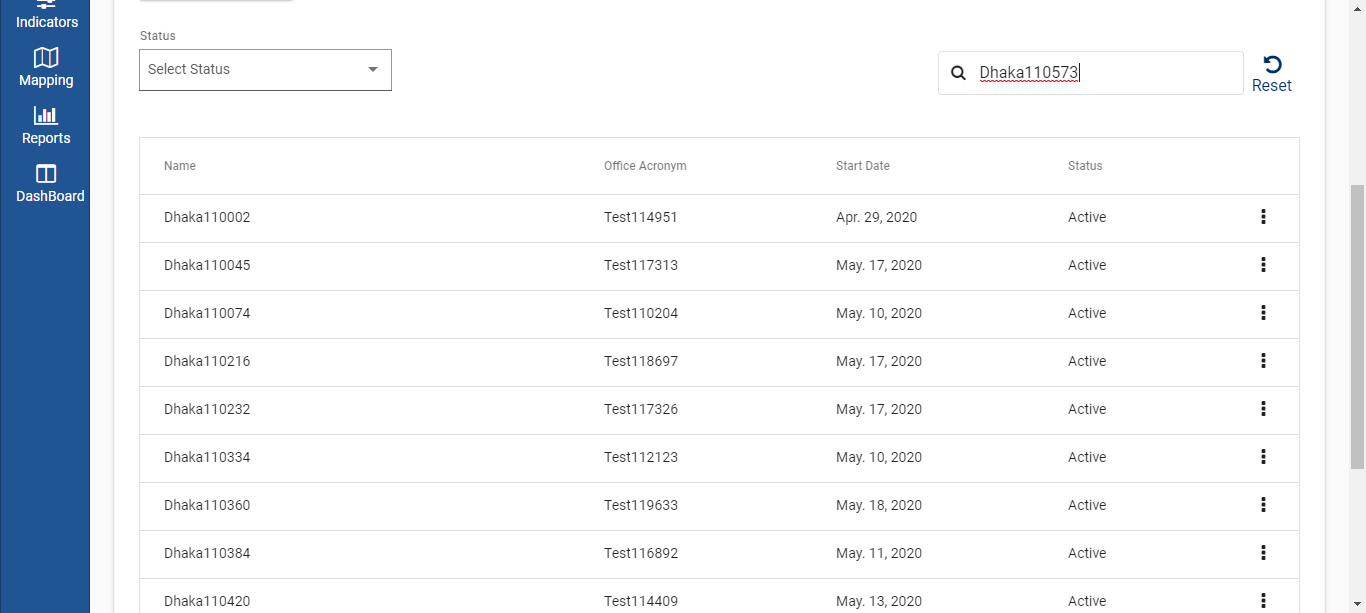 Indicators
Mapping
Reports
DashBoard
Status
Select Status
Dhaka110573
Reset
Name Office Acronym Start Date Status
Dhaka110002 Test114951 Apr. 29, 2020 Active
Dhaka110045 Test117313 May. 17, 2020 Active
Dhaka110074 Test110204 May. 10, 2020 Active
Dhaka110216 Test118697 May. 17, 2020 Active
Dhaka110232 Test117326 May. 17, 2020 Active
Dhaka110334 Test112123 May. 10, 2020 Active
Dhaka110360 Test119633 May. 18, 2020 Active
Dhaka110384 Test116892 May. 11, 2020 Active
Dhaka110420 Test114409 May. 13, 2020 Active